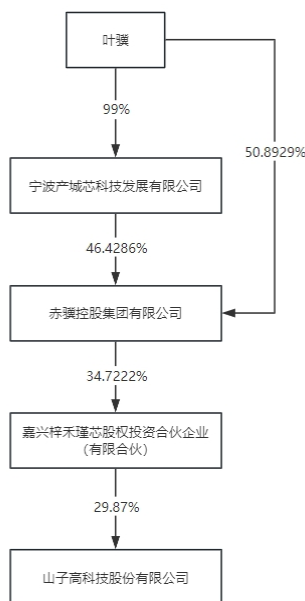 叶骥
99%
50.8929%
宁波产城芯科技发展有限公司
46.4286%
赤骥控股集团有限公司
34.7222%
嘉兴梓禾瑾芯股权投资合伙企业
（有限合伙）
29.87%
山子高科技股份有限公司